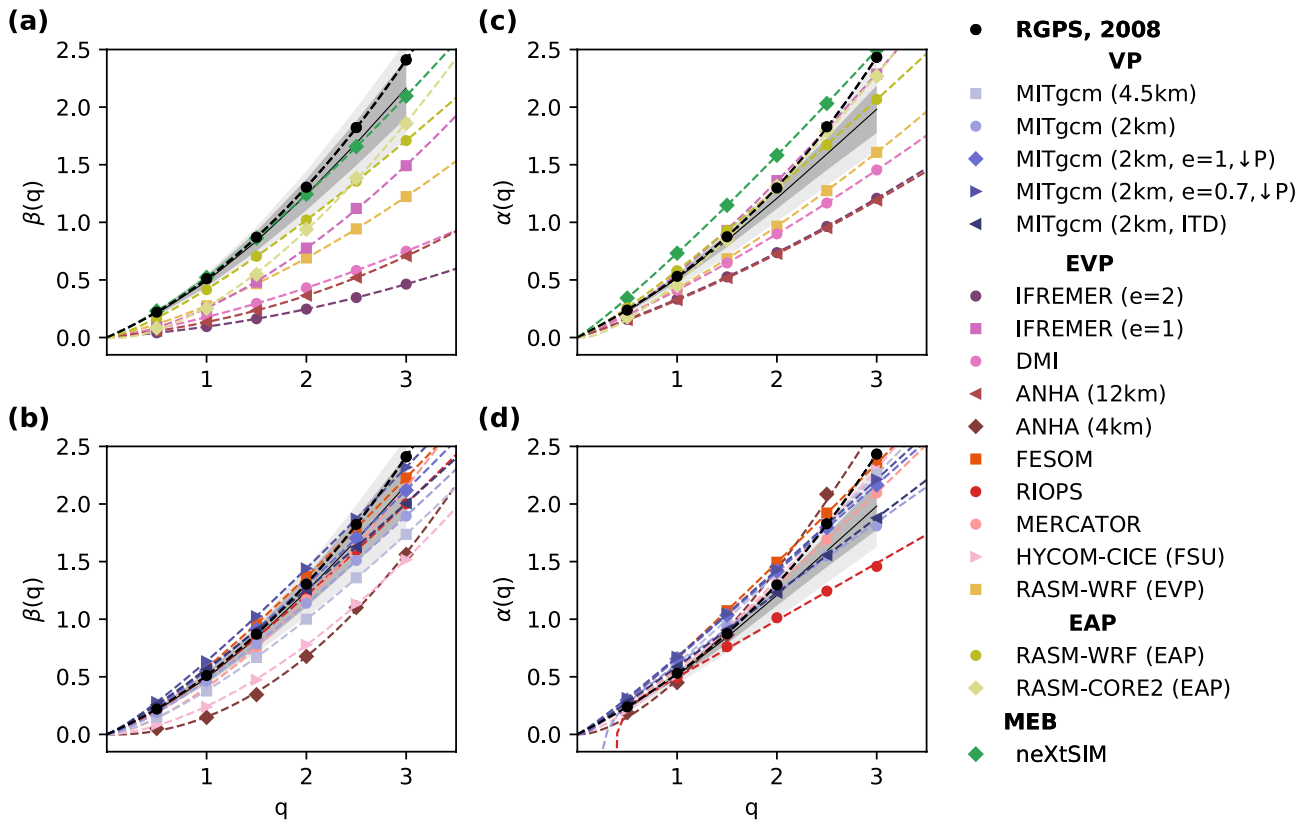 (a)
β(q)
2.5
2.0
1.5
1.0
0.5
0.0
1 2 3
(c)
α(q)
2.5
2.0
1.5
1.0
0.5
0.0
1 2 3
(b)
β(q)
2.5
2.0
1.5
1.0
0.5
0.0
1 2 3
q
(d)
α(q)
2.5
2.0
1.5
1.0
0.5
0.0
1 2 3
q
RGPS, 2008
VP
MITgcm (4.5km)
MITgcm (2km)
MITgcm (2km, e=1,↓P)
MITgcm (2km, e=0.7,↓P)
MITgcm (2km, ITD)
EVP
IFREMER (e=2)
IFREMER (e=1)
DMI
ANHA (12km)
ANHA (4km)
FESOM
RIOPS
MERCATOR
HYCOM-CICE (FSU)
RASM-WRF (EVP)
EAP
RASM-WRF (EAP)
RASM-CORE2 (EAP)
MEB
neXtSIM